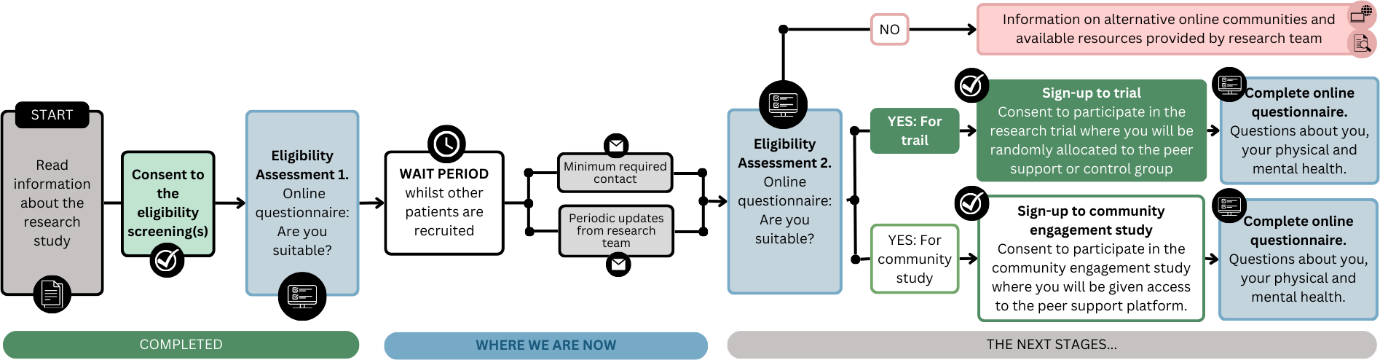 START
Read
information
about the
research
study
Consent to
the
eligibility
screening(s)
Eligibility
Assessment 1.
Online
questionnaire:
Are you
suitable?
WAIT PERIOD
whilst other
patients are
recruited
Minimum required
contact
Periodic updates
from research
team
Eligibility
Assessment 2.
Online
questionnaire:
Are you
suitable?
NO
Information on alternative online communities and
available resources provided by research team
YES: For
trail
Sign-up to trial
Consent to participate in the
research trial where you will be
randomly allocated to the peer
support or control group
Complete online
questionnaire.
Questions about you,
your physical and
mental health.
YES: For
community
study
Sign-up to community
engagement study
Consent to participate in the
community engagement study
where you will be given access
to the peer support platform.
Complete online
questionnaire.
Questions about you,
your physical and
mental health.
COMPLETED
WHERE WE ARE NOW
THE NEXT STAGES...